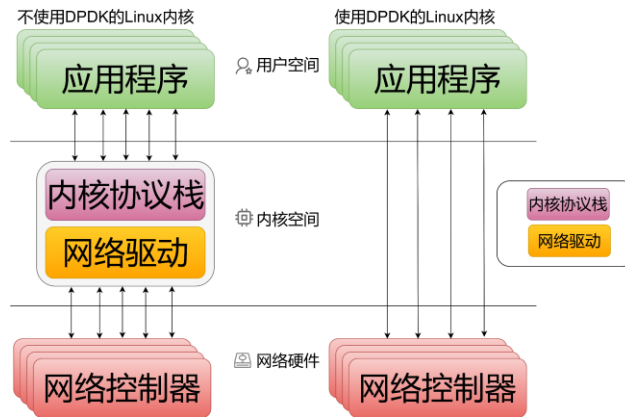 不使用DPDK的Linux内核
使用DPDK的Linux内核
应用程序
用户空间
应用程序
内核协议栈
网络驱动
内核空间
内核协议栈
网络驱动
网络控制器
网络硬件
网络控制器